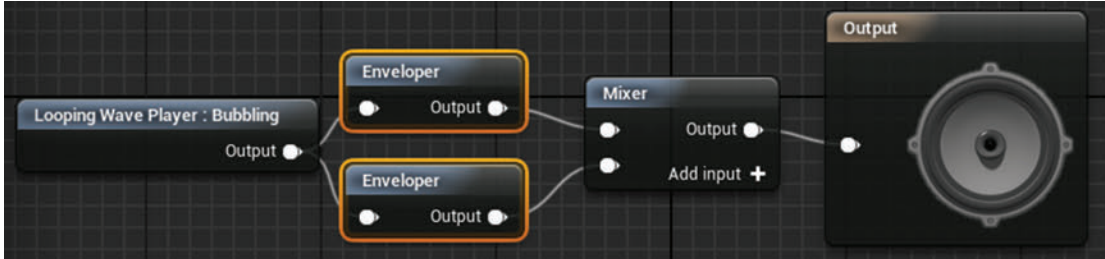 Looping Wave Player : Bubbling
Output
Enveloper
Output
Enveloper
Output
Mixer
Output
Add input
Output